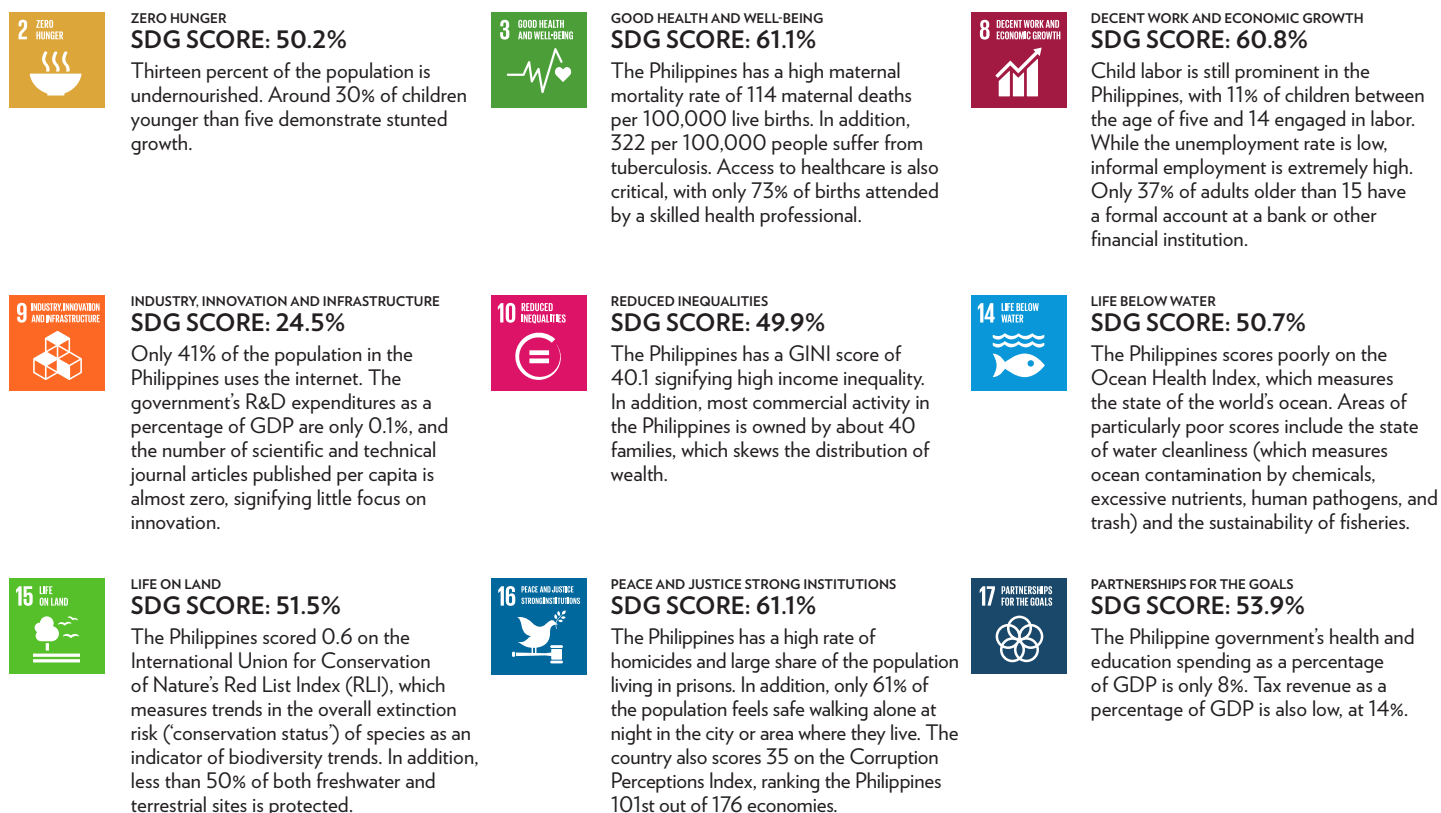 2 ZERO
HUNGER
ZERO HUNGER
SDG SCORE: 50.2%
Thirteen percent of the population is
undernourished. Around 30% of children
younger than five demonstrate stunted
growth.
3 GOOD HEALTH
AND WELL-BEING
GOOD HEALTH AND WELL-BEING
SDG SCORE: 61.1%
The Philippines has a high maternal
mortality rate of 114 maternal deaths
per 100,000 live births. In addition,
322 per 100,000 people suffer from
tuberculosis. Access to healthcare is also
critical, with only 73% of births attended
by a skilled health professional.
8 DECENT WORK AND
ECONOMIC GROWTH
DECENT WORK AND ECONOMIC GROWTH
SDG SCORE: 60.8%
Child labor is still prominent in the
Philippines, with 11% of children between
the age of five and 14 engaged in labor.
While the unemployment rate is low,
informal employment is extremely high.
Only 37% of adults older than 15 have
a formal account at a bank or other
financial institution.
9 INDUSTRY, INNOVATION
AND INFRASTRUCTURE
INDUSTRY, INNOVATION AND INFRASTRUCTURE
SDG SCORE: 24.5%
Only 41% of the population in the
Philippines uses the internet. The
government's R&D expenditures as a
percentage of GDP are only 0.1%, and
the number of scientific and technical
journal articles published per capita is
almost zero, signifying little focus on
innovation.
10 REDUCED
INEQUALITIES
REDUCED INEQUALITIES
SDG SCORE: 49.9%
The Philippines has a GINI score of
40.1 signifying high income inequality.
In addition, most commercial activity in
the Philippines is owned by about 40
families, which skews the distribution of
wealth.
14 LIFE BELOW
WATER
LIFE BELOW WATER
SDG SCORE: 50.7%
The Philippines scores poorly on the
Ocean Health Index, which measures
the state of the world's ocean. Areas of
particularly poor scores include the state
of water cleanliness (which measures
ocean contamination by chemicals,
excessive nutrients, human pathogens, and
trash) and the sustainability of fisheries.
15 LIFE
ON LAND
LIFE ON LAND
SDG SCORE: 51.5%
The Philippines scored 0.6 on the
International Union for Conservation
of Nature's Red List Index (RLI), which
measures trends in the overall extinction
risk ('conservation status') of species as an
indicator of biodiversity trends. In addition,
less than 50% of both freshwater and
terrestrial sites is protected.
16 PEACE AND JUSTICE
STRONG INSTITUTIONS
PEACE AND JUSTICE STRONG INSTITUTIONS
SDG SCORE: 61.1%
The Philippines has a high rate of
homicides and large share of the population
living in prisons. In addition, only 61% of
the population feels safe walking alone at
night in the city or area where they live. The
country also scores 35 on the Corruption
Perceptions Index, ranking the Philippines
101st out of 176 economies.
17 PARTNERSHIPS
FOR THE GOALS
PARTNERSHIPS FOR THE GOALS
SDG SCORE: 53.9%
The Philippine government's health and
education spending as a percentage
of GDP is only 8%. Tax revenue as a
percentage of GDP is also low, at 14%.